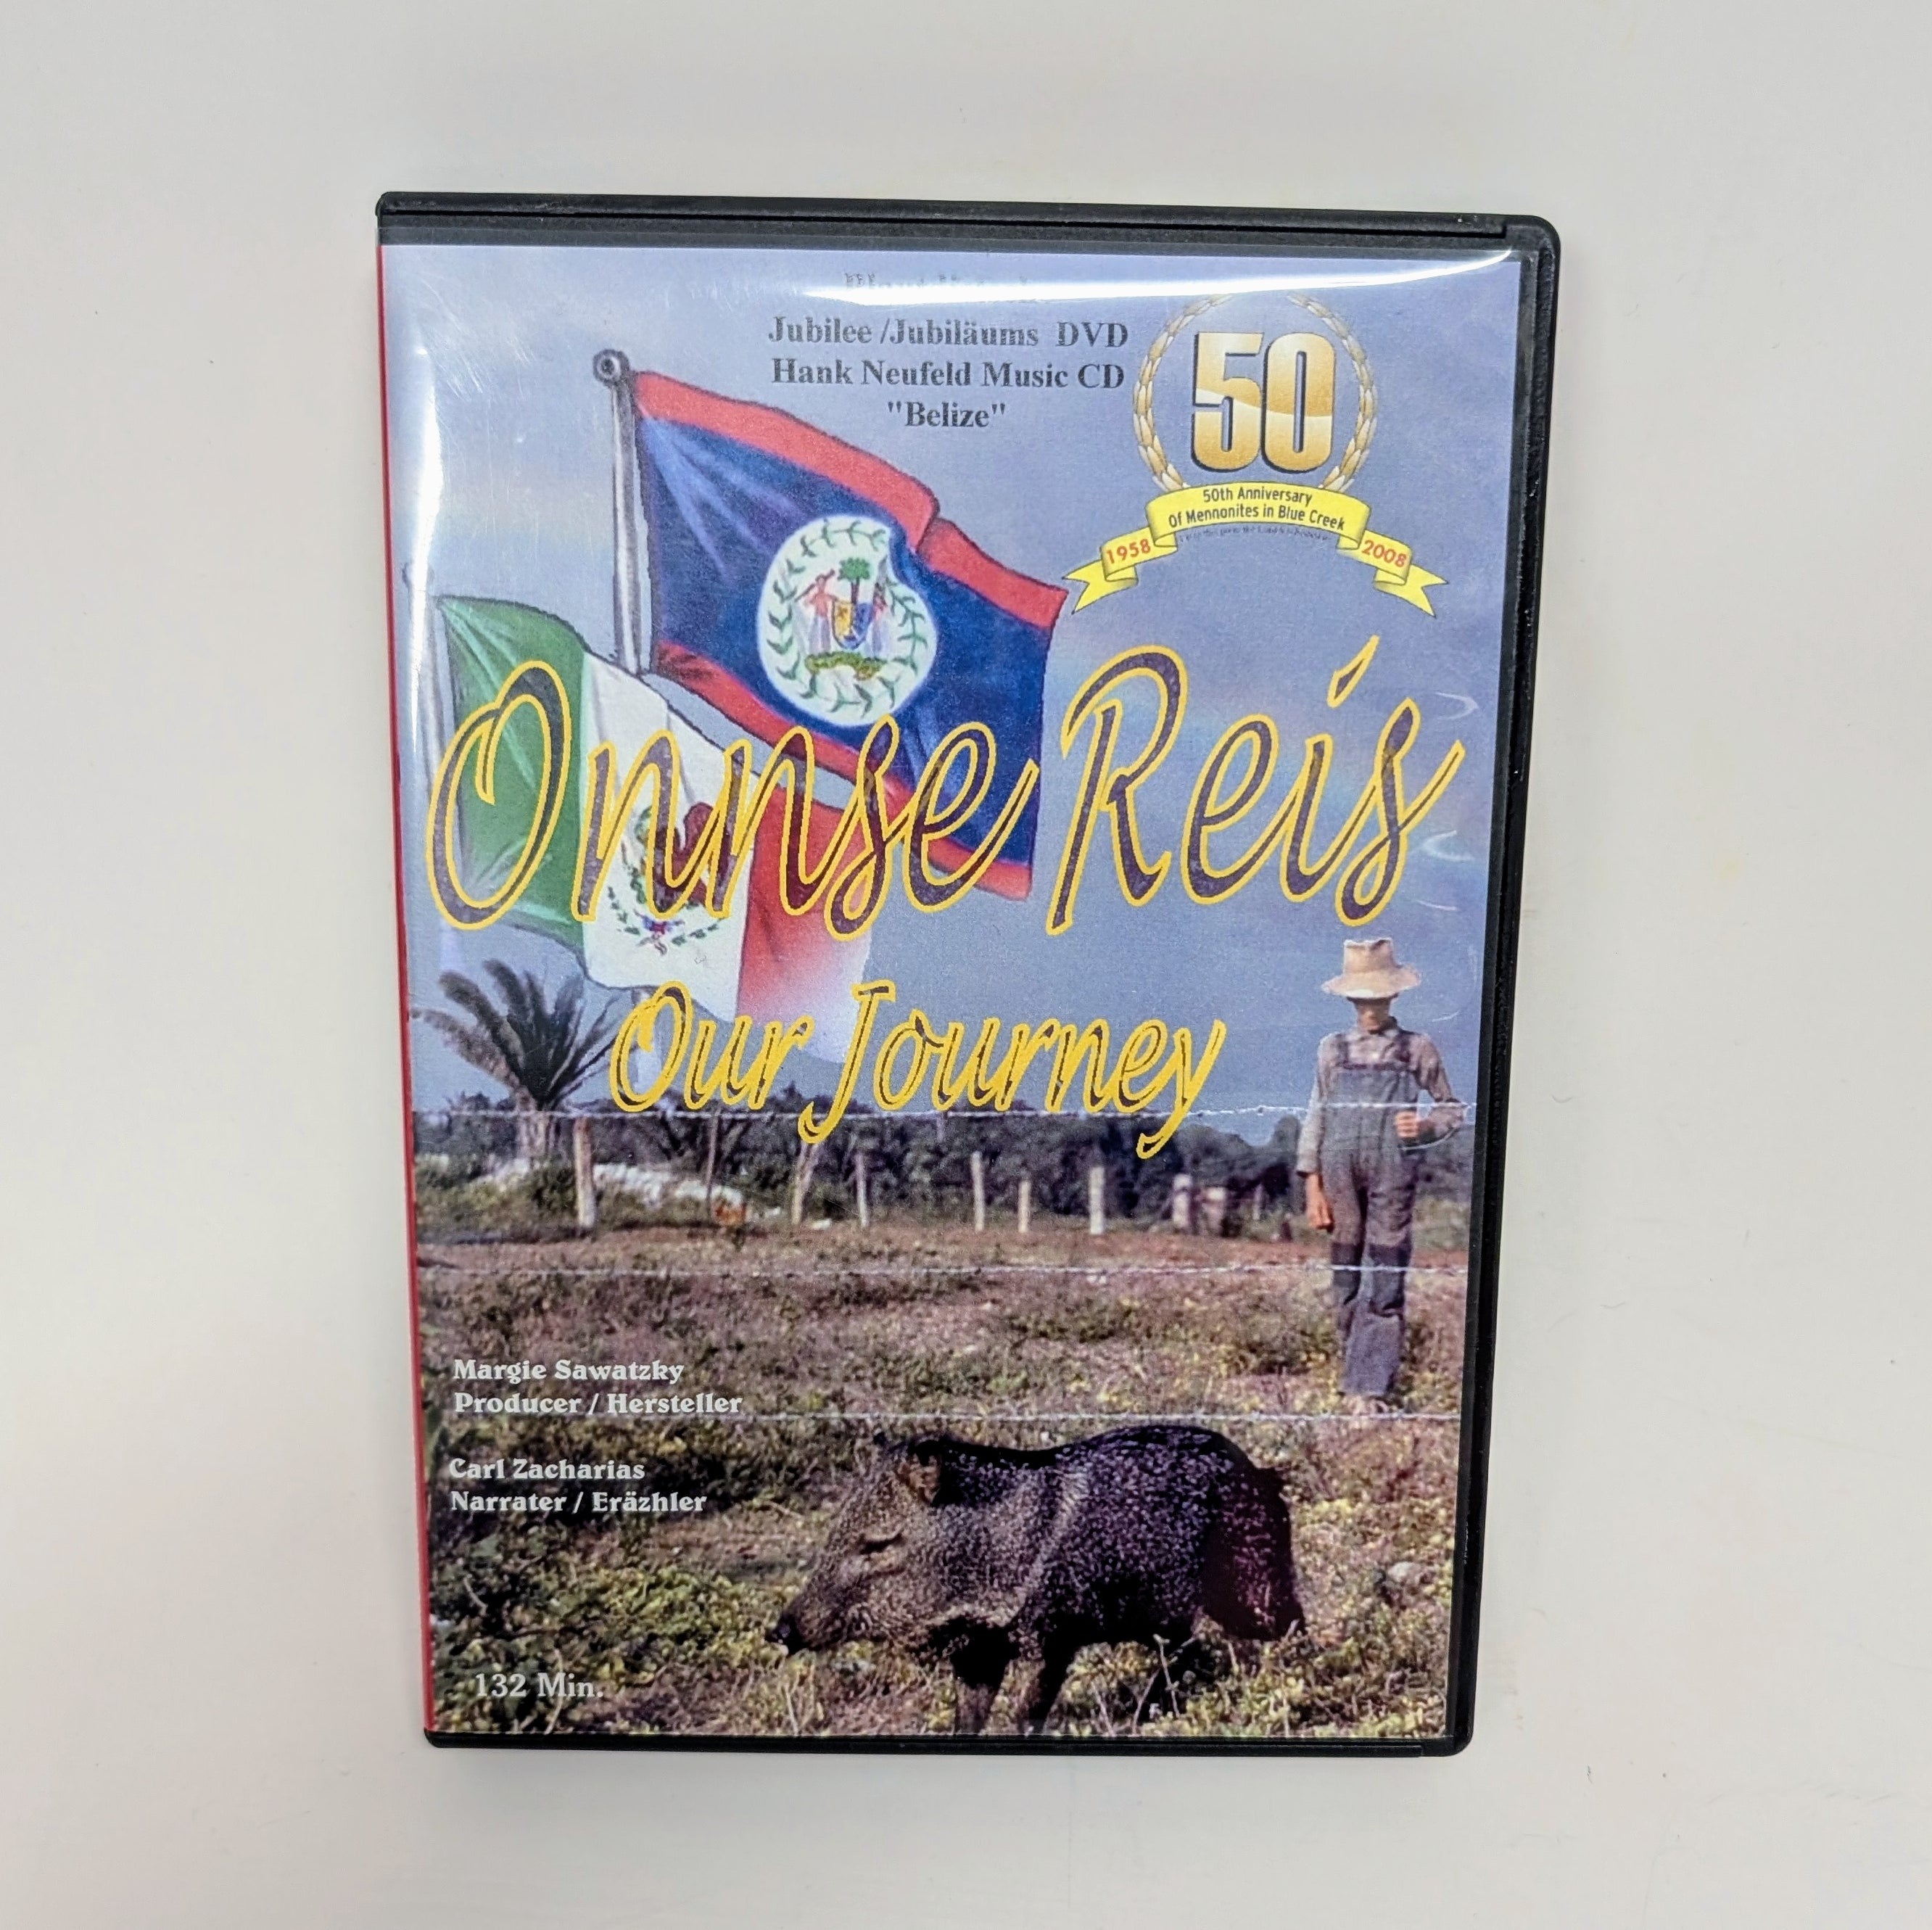 Jubilee /Jubiläums DVD
Hank Neufeld Music CD
"Belize"
50
50th Anniversary
Of Mennonites in Blue Creek
1958
2008
Onnse Reis
Our Journey
Margie Sawatzky
Producer / Hersteller
Carl Zacharias
Narrater / Eräzhler
132 Min.